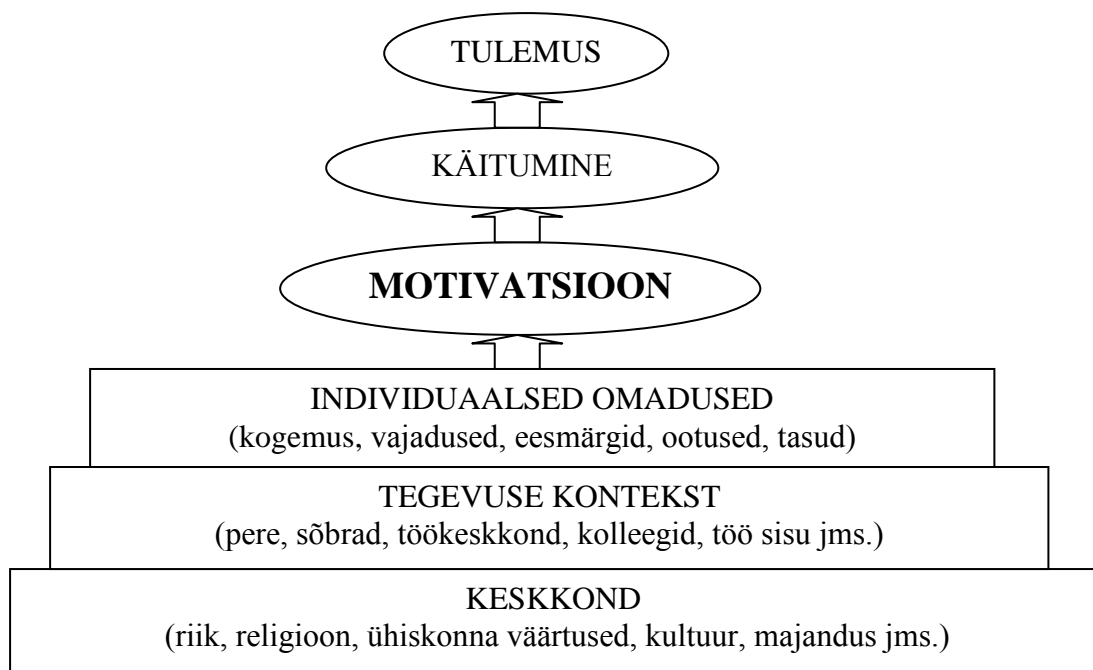 TULEMUS
KÄITUMINE
MOTIVATSIOON
INDIVIDUAALSED OMADUSED
(kogemus, vajadused, eesmärgid, ootused, tasud)
TEGEVUSE KONTEKST
(pere, sõbrad, töökeskkond, kolleegid, töö sisu jms.)
KESKKOND
(riik, religioon, ühiskonna väärtused, kultuur, majandus jms.)